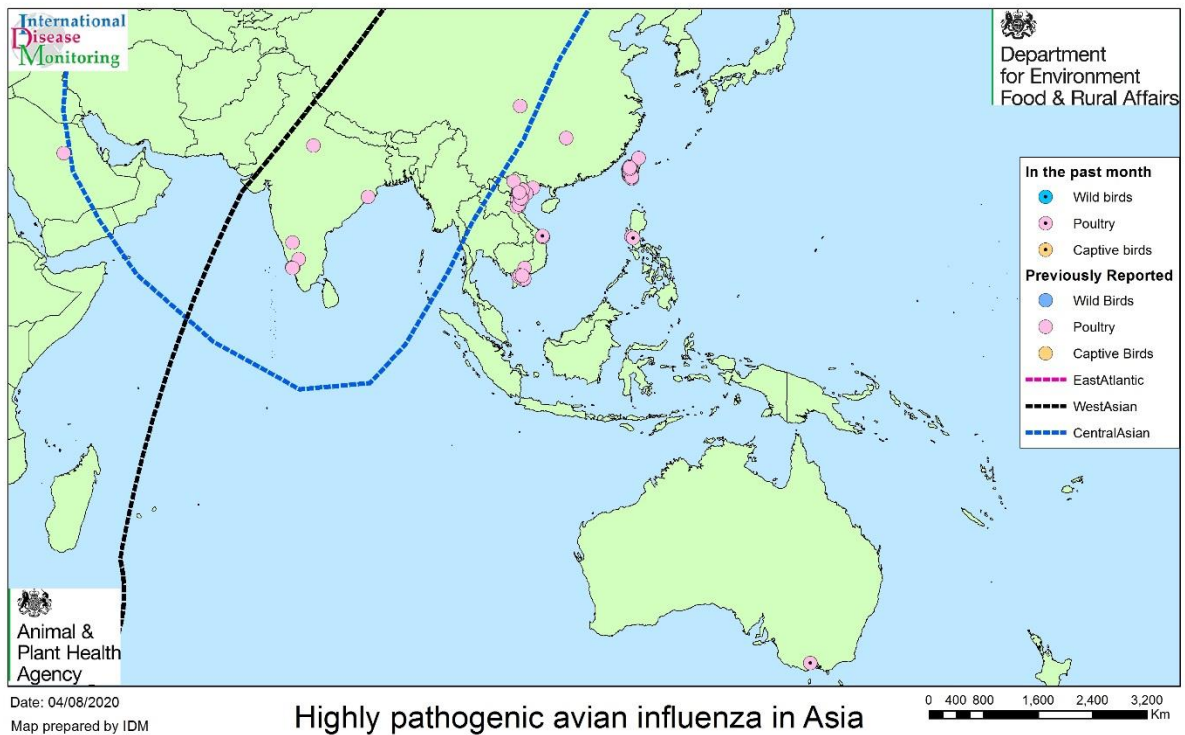 International
Disease
Monitoring
Department
for Environment
Food & Rural Affairs
In the past month
Wild birds
Poultry
Captive birds
Previously Reported
Wild Birds
Poultry
Captive Birds
EastAtlantic
WestAsian
CentralAsian
Animal &
Plant Health
Agency
Date: 04/08/2020
Map prepared by IDM
Highly pathogenic avian influenza in Asia
0 400 800 1,600 2,400 3,200
Km